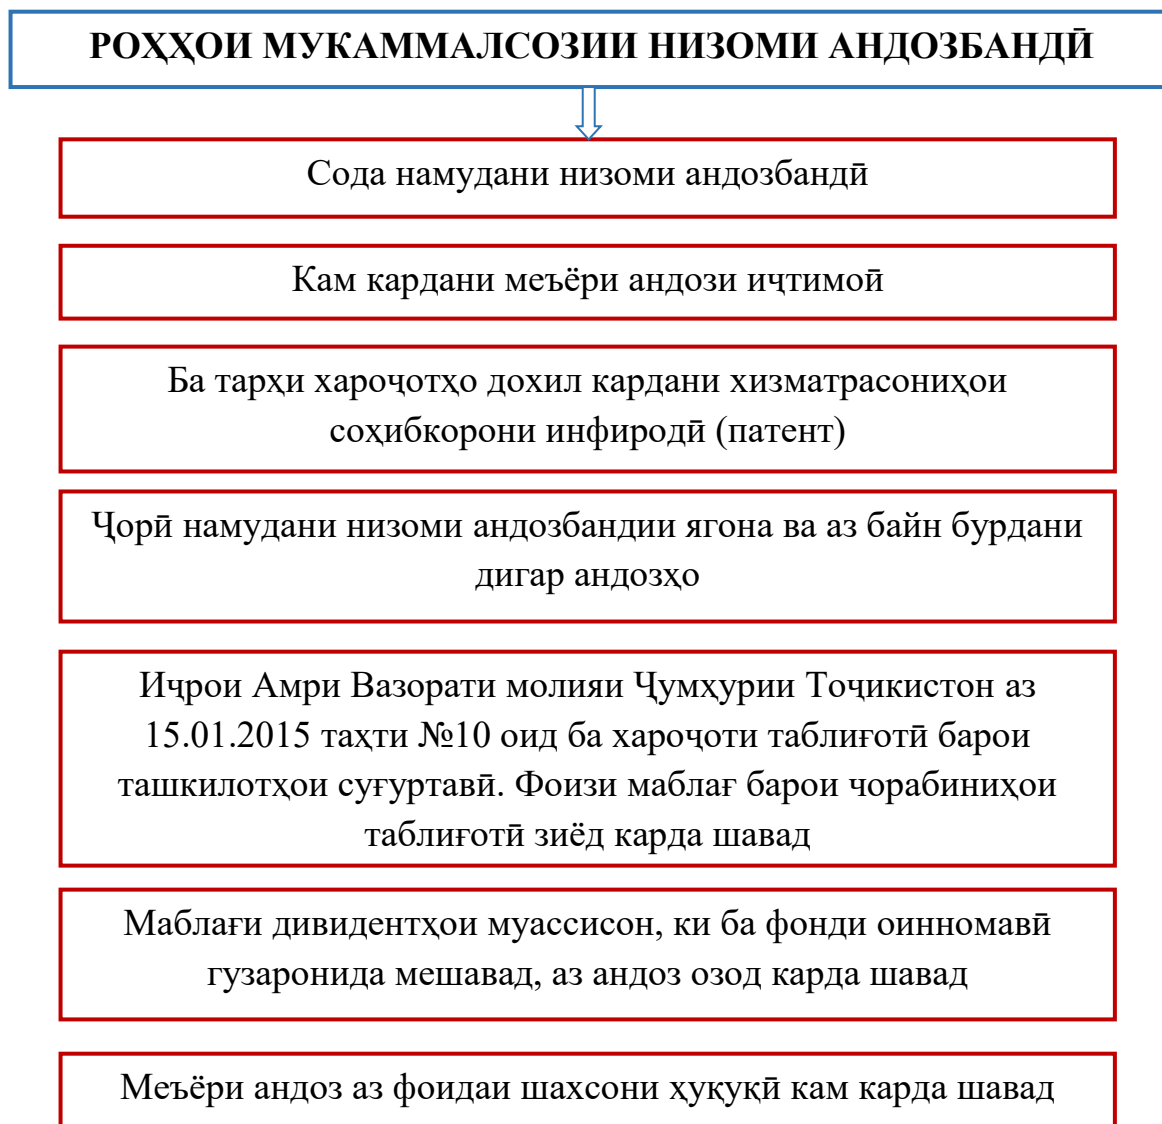 РОҲҲОИ МУКАММАЛСОЗИИ НИЗОМИ АНДОЗБАНДӢ
Сода намудани низоми андозбандӣ
Кам кардани меъёри андози иҷтимоӣ
Ба тарҳи хароҷотҳо дохил кардани хизматрасониҳои
соҳибкорони инфиродӣ (патент)
Ҷорӣ намудани низоми андозбандии ягона ва аз байн бурдани
дигар андозҳо
Иҷрои Амри Вазорати молияи Ҷумҳурии Тоҷикистон аз
15.01.2015 таҳти №10 оид ба хароҷоти таблиғотӣ барои
ташкилотҳои суғуртавӣ. Фоизи маблағ барои чорабиниҳои
таблиғотӣ зиёд карда шавад
Маблағи дивидентҳои муассисон, ки ба фонди оинномавӣ
гузаронида мешавад, аз андоз озод карда шавад
Меъёри андоз аз фоидаи шахсони ҳуқуқӣ кам карда шавад